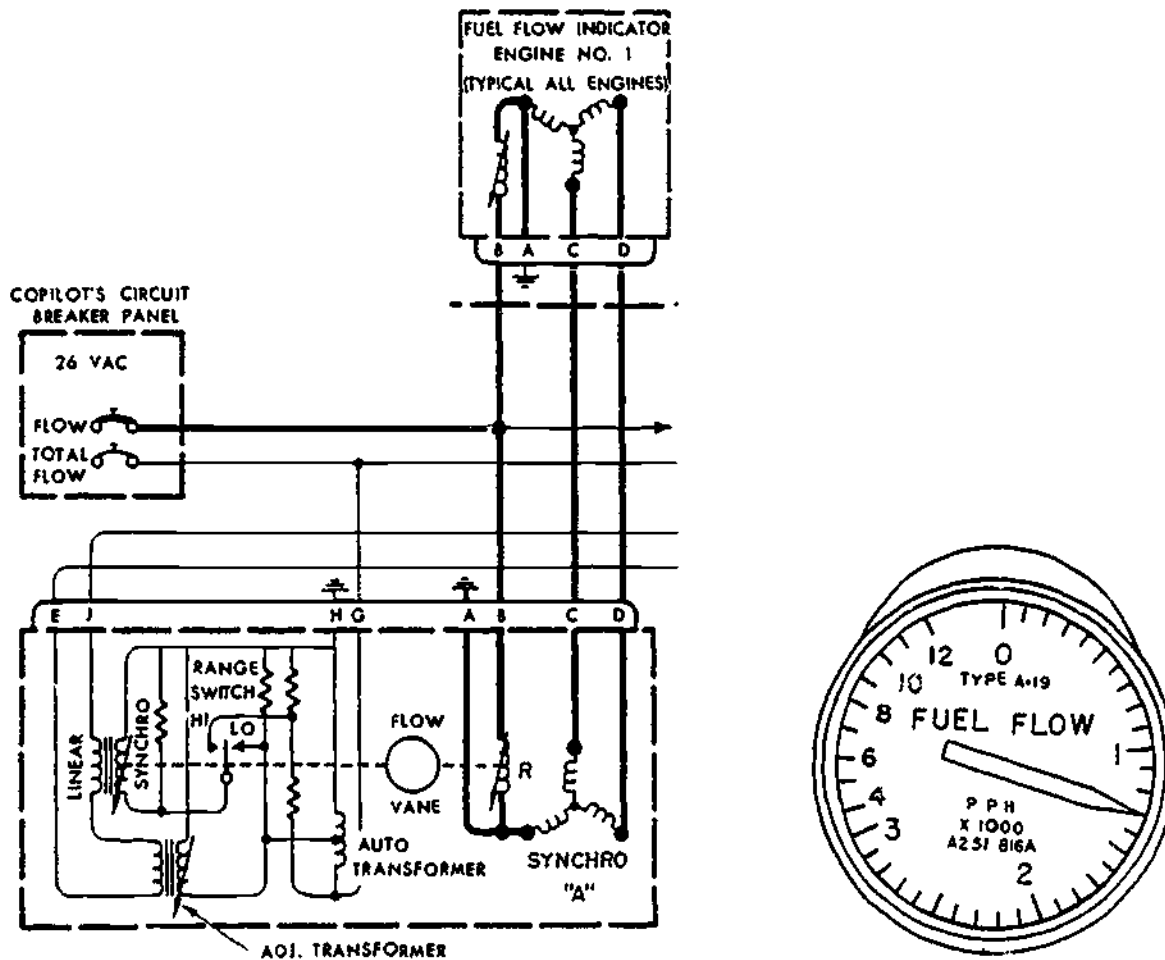 FUEL FLOW INDICATOR
ENGINE NO. 1
(TYPICAL ALL ENGINES)
B A C D
COPILOT'S CIRCUIT
BREAKER PANEL
26 VAC
FLOW
TOTAL
FLOW
E J H G A B C D
RANGE
SWITCH
HI
LO
LINEAR
SYNCHRO
FLOW
VANE
R
AUTO
TRANSFORMER
SYNCHRO
"A"
ADJ. TRANSFORMER
0
TYPE A-19
12
10
8
FUEL FLOW
6
1
4
3
P P H
X 1000
A251 816A
2